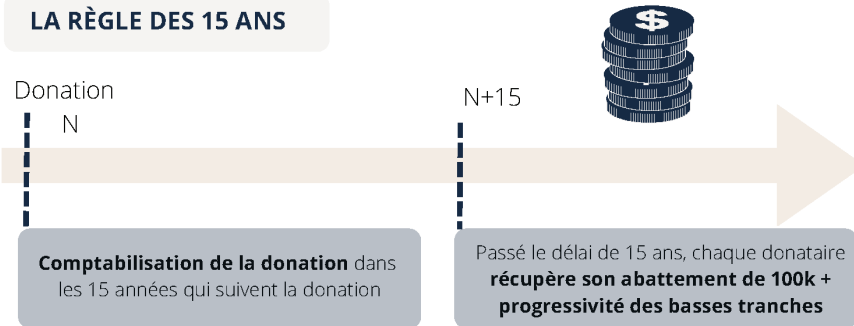 LA RÈGLE DES 15 ANS
$
Donation
N
N+15
Comptabilisation de la donation dans
les 15 années qui suivent la donation
Passé le délai de 15 ans, chaque donataire
récupère son abattement de 100k +
progressivité des basses tranches